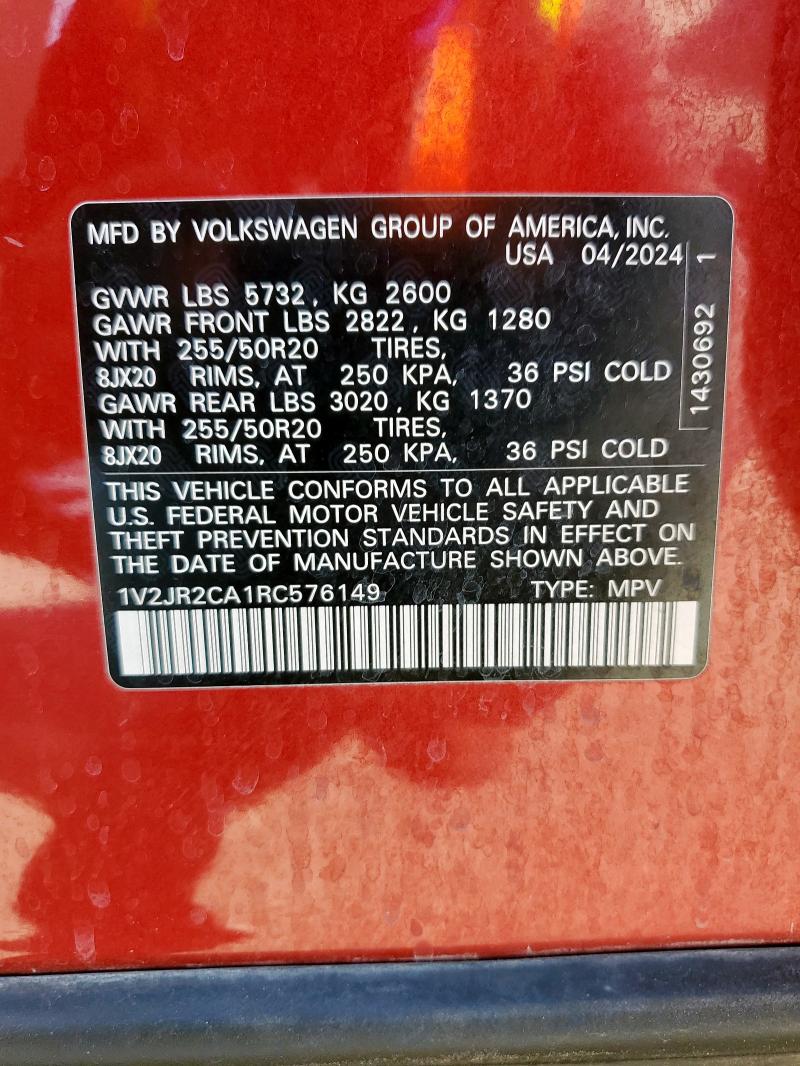 MFD BY VOLKSWAGEN GROUP OF AMERICA, INC.
USA 04/2024
GVWR LBS 5732, KG 2600
GAWR FRONT LBS 2822, KG 1280
WITH 255/50R20 TIRES,
8JX20 RIMS, AT 250 KPA, 36 PSI COLD
GAWR REAR LBS 3020, KG 1370
WITH 255/50R20 TIRES,
8JX20 RIMS, AT 250 KPA, 36 PSI COLD
1430692 1
THIS VEHICLE CONFORMS TO ALL APPLICABLE
U.S. FEDERAL MOTOR VEHICLE SAFETY AND
THEFT PREVENTION STANDARDS IN EFFECT ON
THE DATE OF MANUFACTURE SHOWN ABOVE.
1V2JR2CA1RC576149 TYPE: MPV